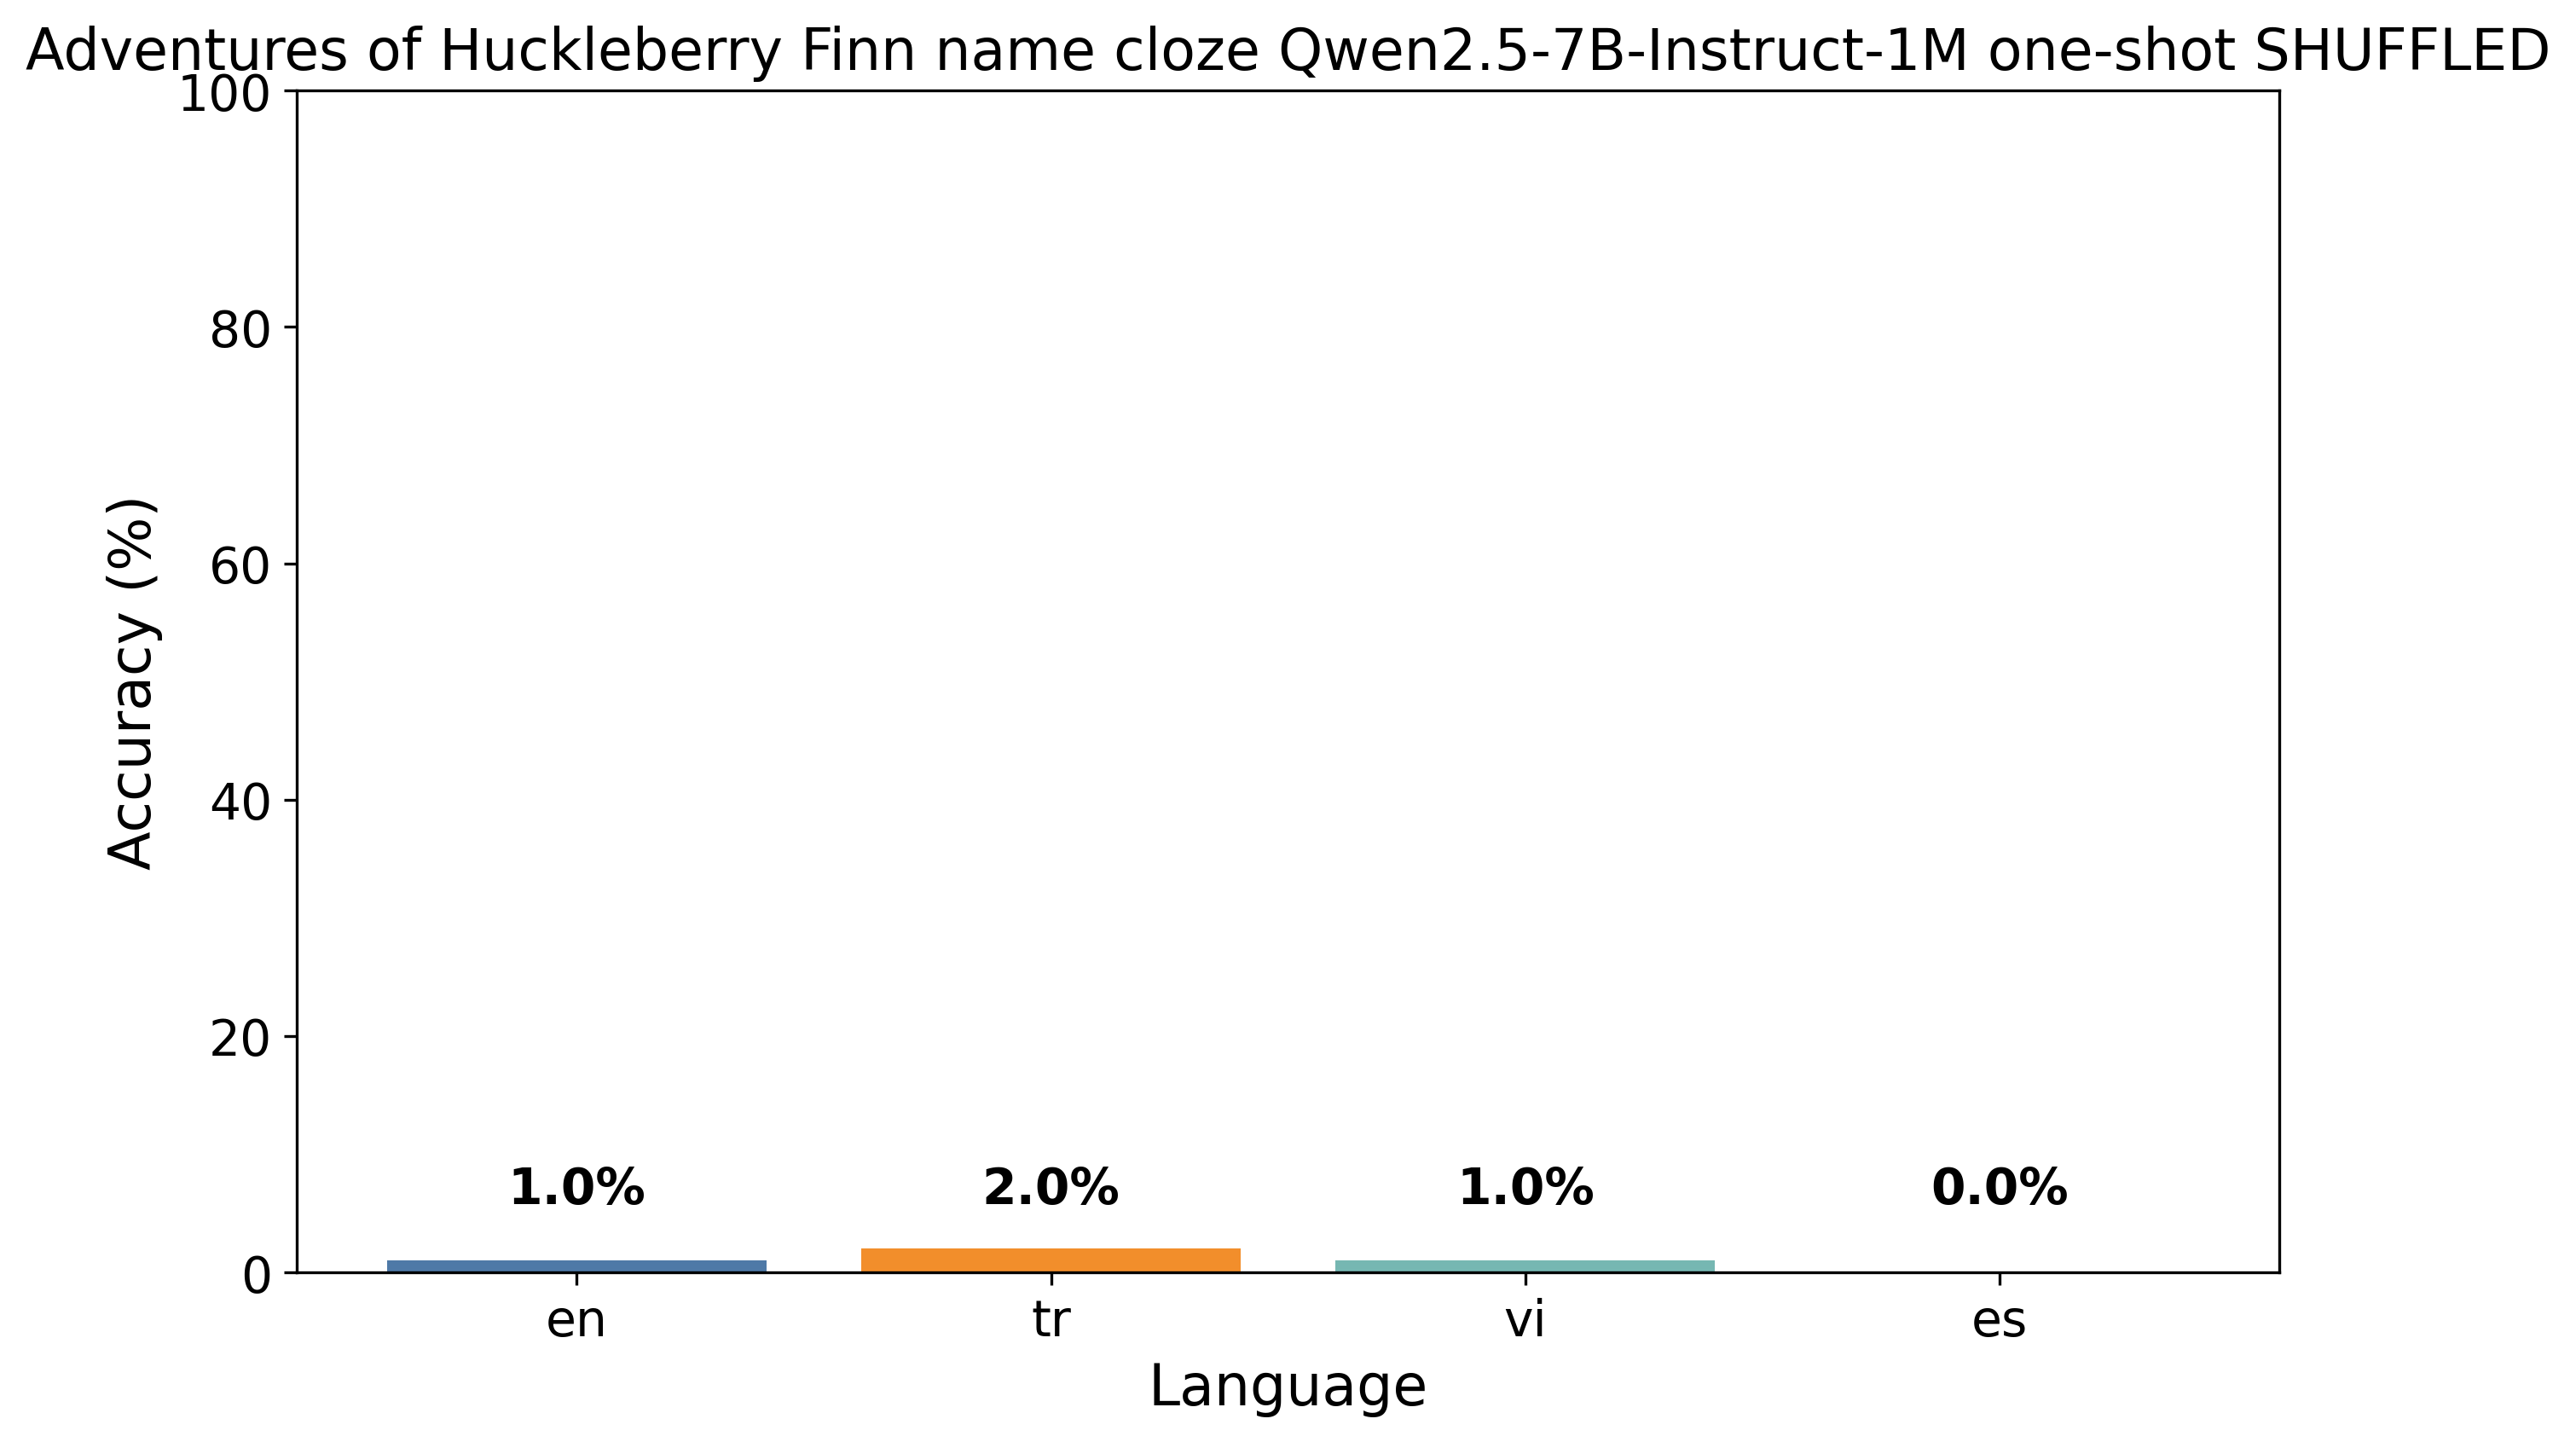 Adventures of Huckleberry Finn name cloze Qwen2.5-7B-Instruct-1M one-shot SHUFFLED
Accuracy (%)
100
80
60
40
20
0
1.0% 2.0% 1.0% 0.0%
en tr vi es
Language